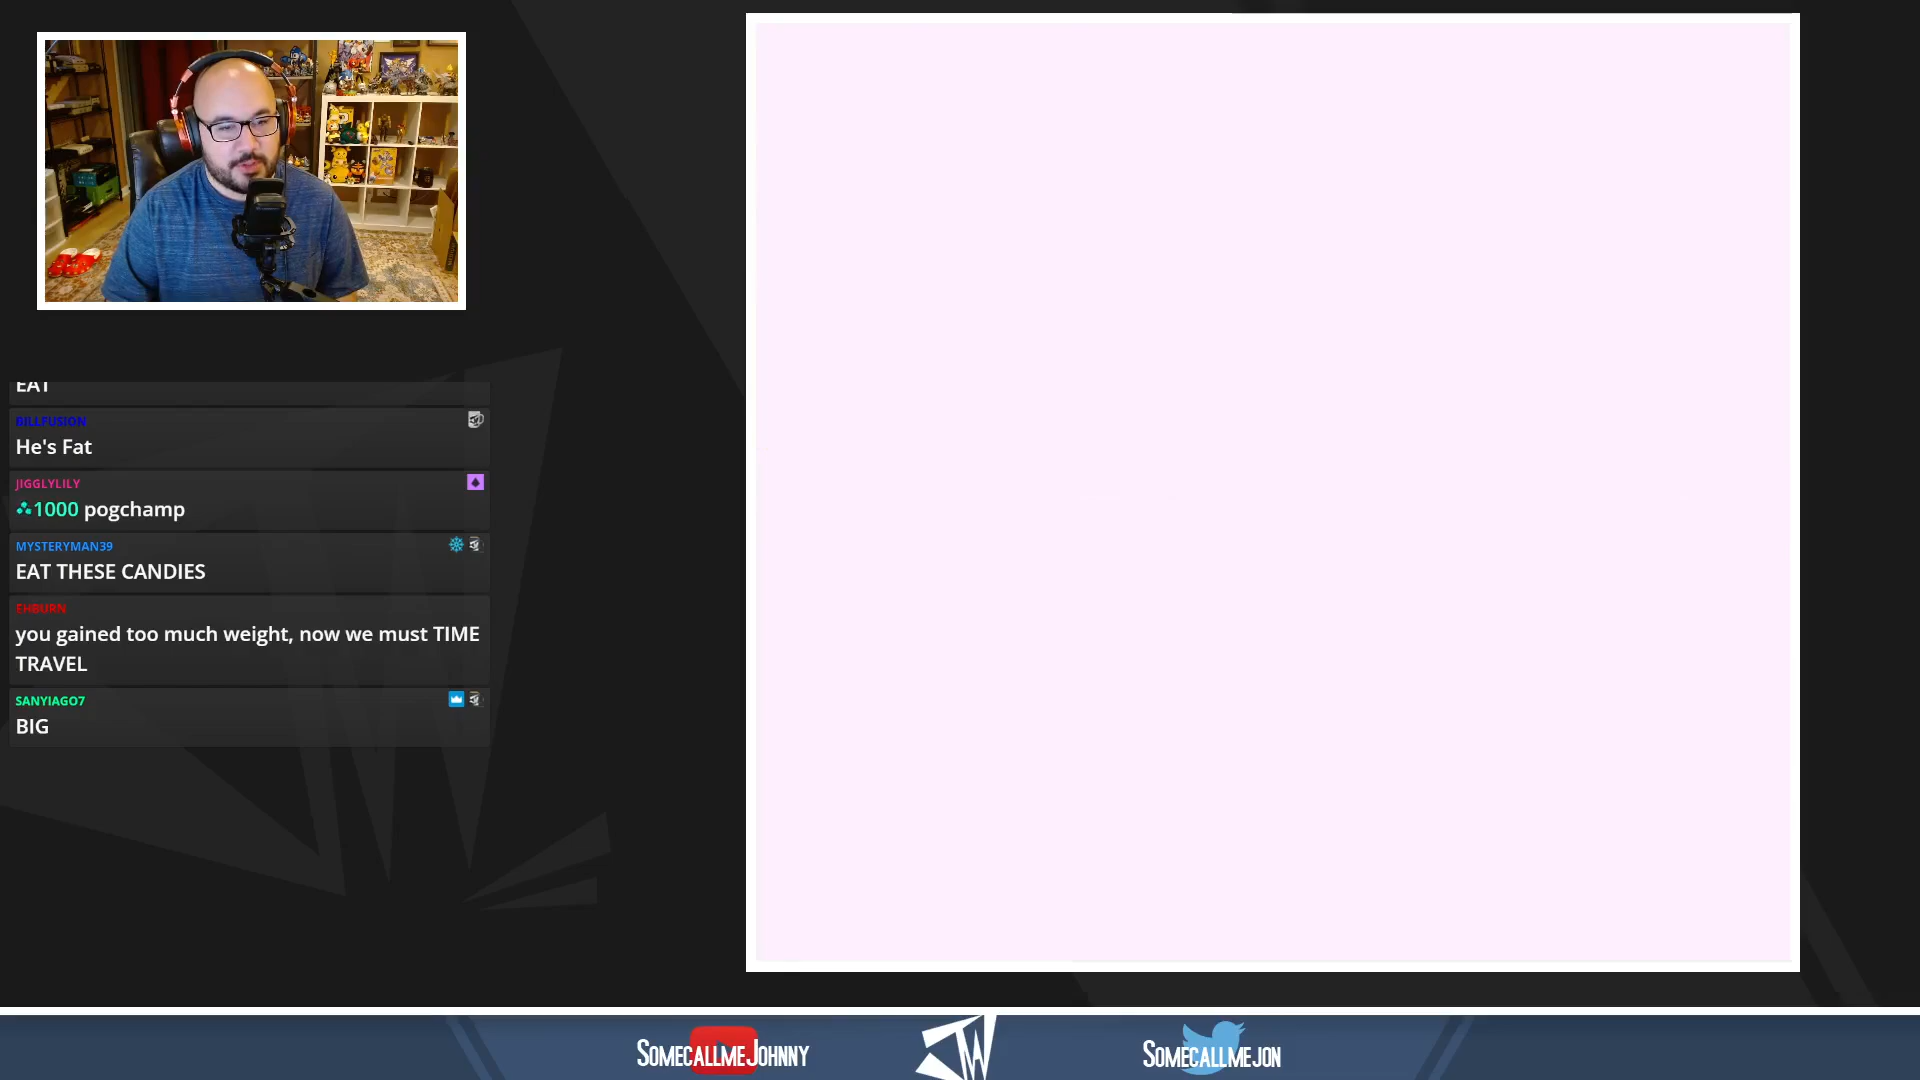 EAT
BILLFUSION
He's Fat
JIGGLYLILY
1000 pogchamp
MYSTERYMAN39
EAT THESE CANDIES
EHBURN
you gained too much weight, now we must TIME
TRAVEL
SANYIAGO7
BIG
SOMECALLMEJOHNNY
SOMECALLMEJON